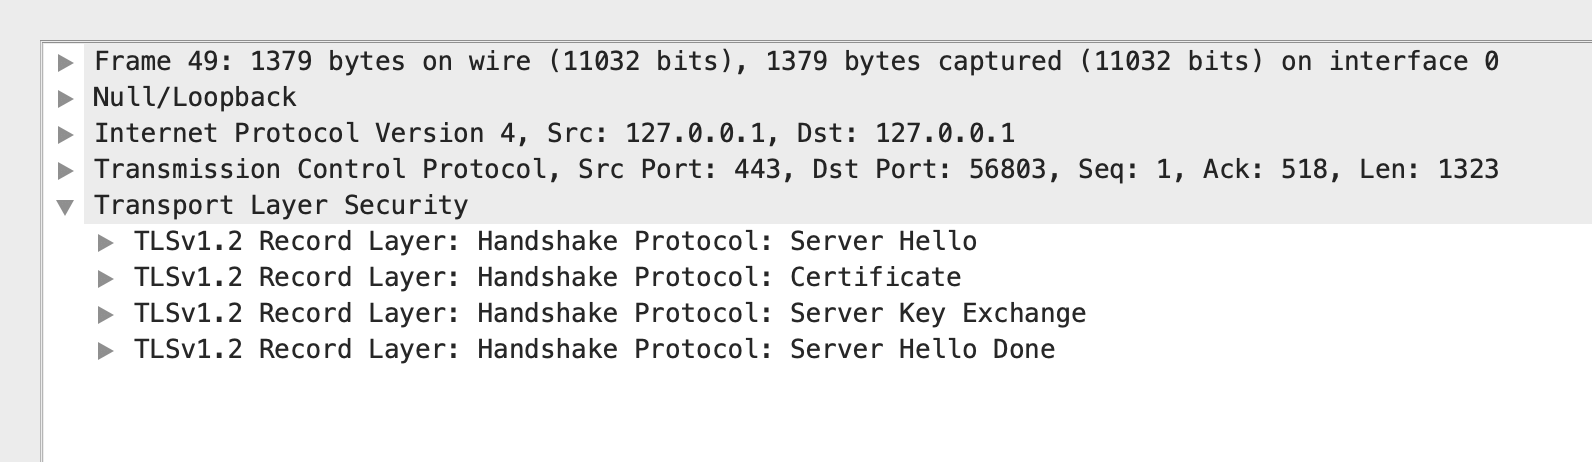 Frame 49: 1379 bytes on wire (11032 bits), 1379 bytes captured (11032 bits) on interface 0
Null/Loopback
Internet Protocol Version 4, Src: 127.0.0.1, Dst: 127.0.0.1
Transmission Control Protocol, Src Port: 443, Dst Port: 56803, Seq: 1, Ack: 518, Len: 1323
Transport Layer Security
TLSv1.2 Record Layer: Handshake Protocol: Server Hello
TLSv1.2 Record Layer: Handshake Protocol: Certificate
TLSv1.2 Record Layer: Handshake Protocol: Server Key Exchange
TLSv1.2 Record Layer: Handshake Protocol: Server Hello Done